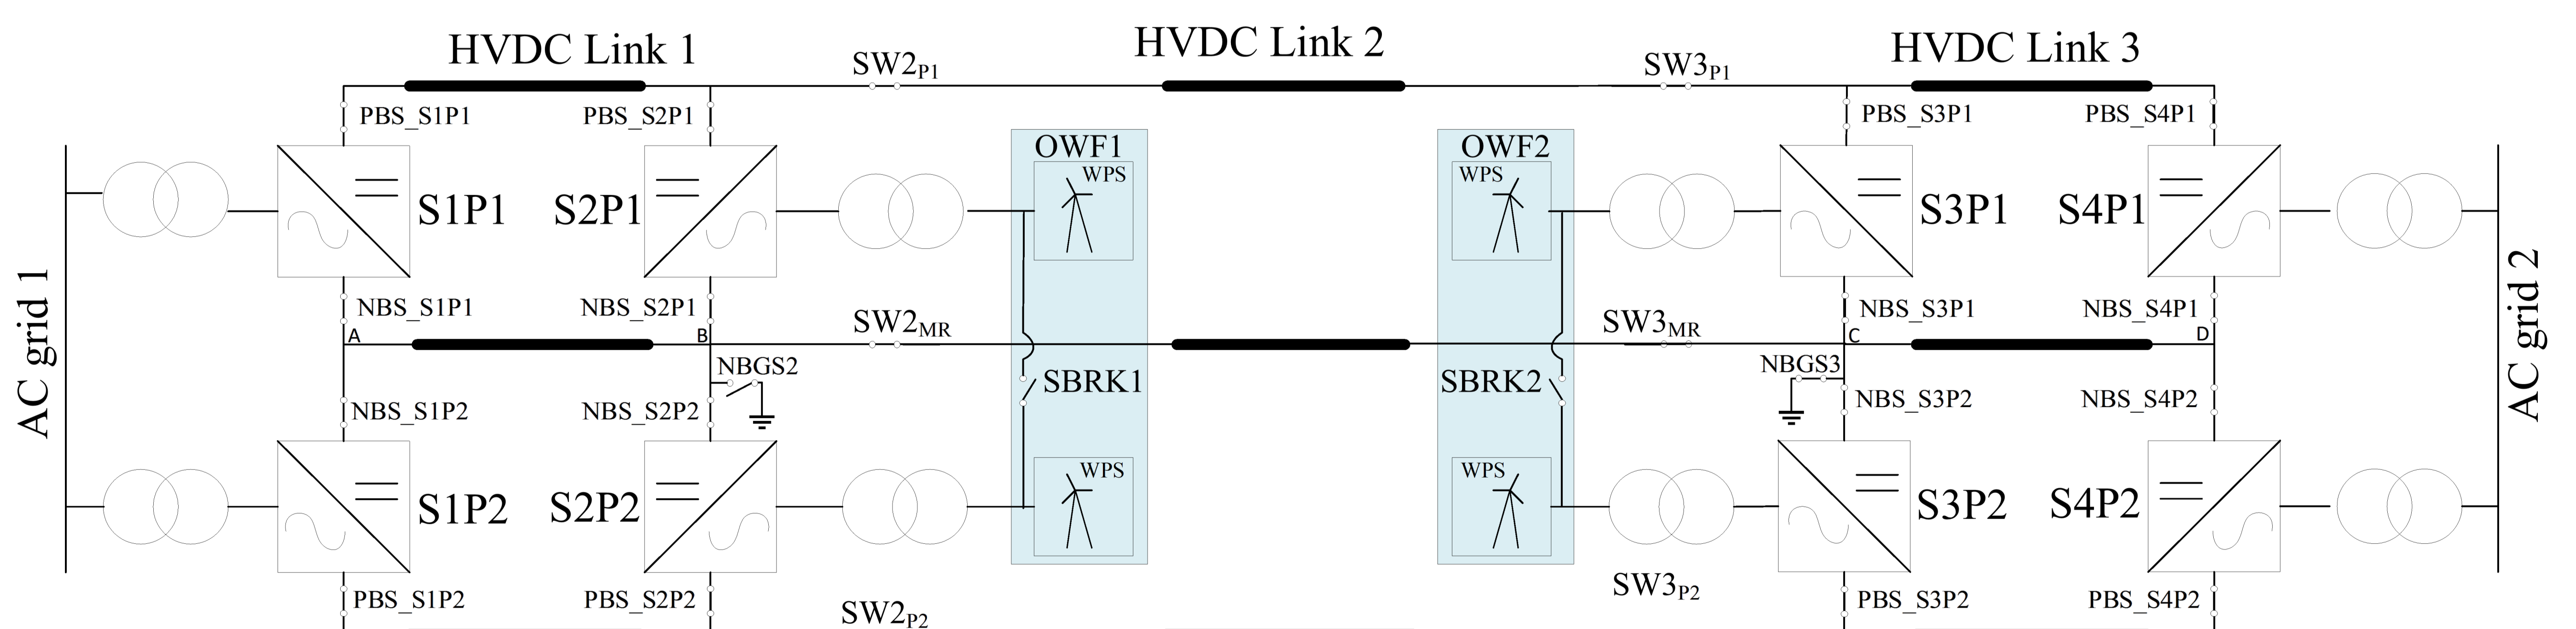 HVDC Link 1
HVDC Link 2
HVDC Link 3
SW2P1
SW3P1
PBS_S1P1
PBS_S2P1
PBS_S3P1
PBS_S4P1
OWF1
OWF2
WPS
WPS
S1P1
S2P1
S3P1
S4P1
AC grid 1
AC grid 2
NBS_S1P1
NBS_S2P1
NBS_S3P1
NBS_S4P1
A
B
SW2MR
SW3MR
C
D
NBGS2
NBGS3
SBRK1
SBRK2
NBS_S1P2
NBS_S2P2
NBS_S3P2
NBS_S4P2
WPS
WPS
S1P2
S2P2
S3P2
S4P2
PBS_S1P2
PBS_S2P2
SW2P2
SW3P2
PBS_S3P2
PBS_S4P2